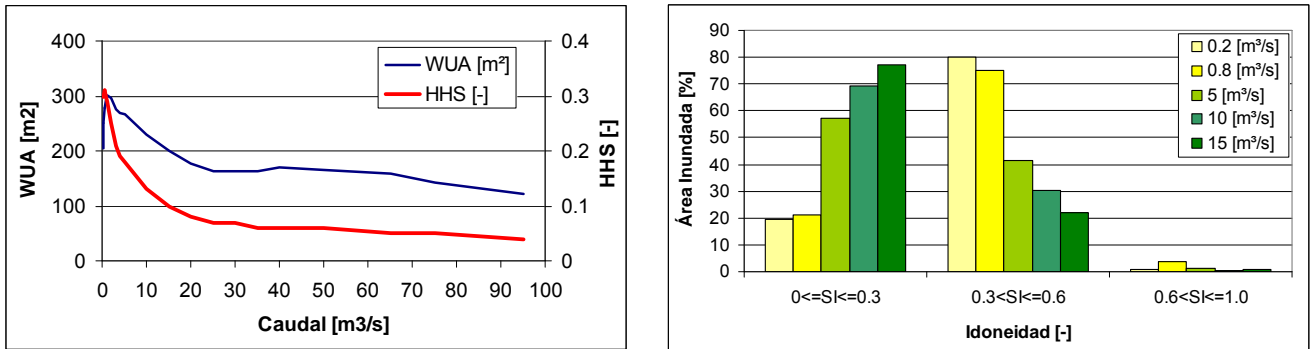 400
300
200
100
0
WUA [m2]
WUA [m²]
HHS [-]
0.4
0.3
0.2
0.1
0
HHS [-]
0 10 20 30 40 50 60 70 80 90 100
Caudal [m3/s]
90
80
70
60
50
40
30
20
10
0
Área Inundada [%]
0.2 [m³/s]
0.8 [m³/s]
5 [m³/s]
10 [m³/s]
15 [m³/s]
0<=SI<=0.3 0.3<SI<=0.6 0.6<SI<=1.0
Idoneidad [-]